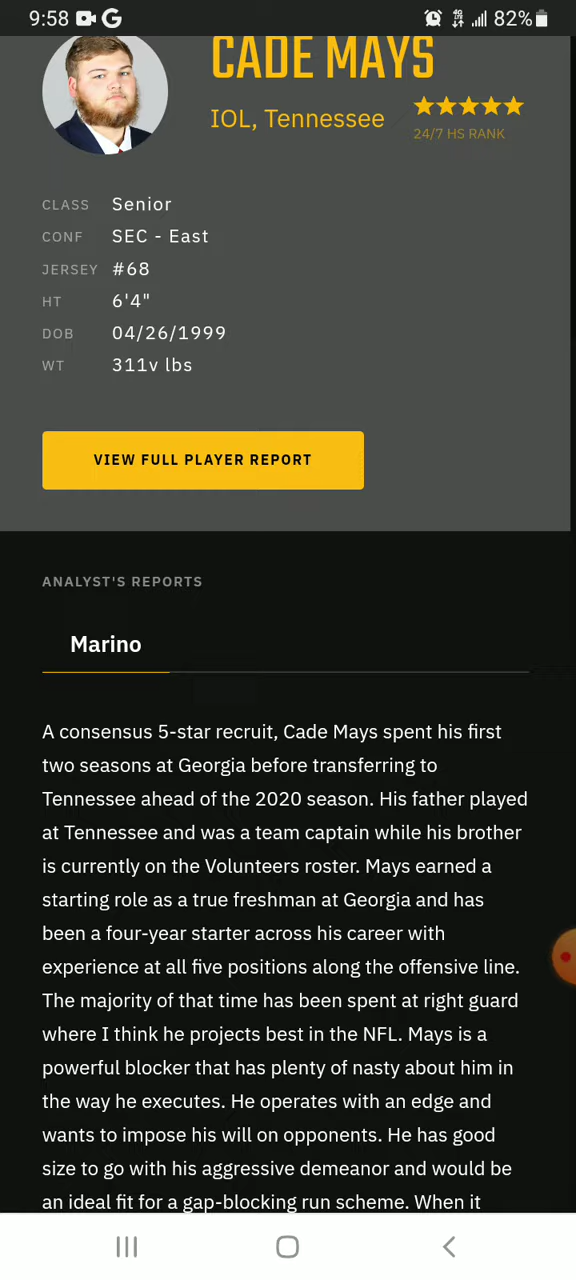 9:58 G 4G 82%
CADE MAYS
IOL, Tennessee
24/7 HS RANK
CLASS Senior
CONF SEC - East
JERSEY #68
HT 6'4"
DOB 04/26/1999
WT 311v lbs
VIEW FULL PLAYER REPORT
ANALYST'S REPORTS
Marino
A consensus 5-star recruit, Cade Mays spent his first
two seasons at Georgia before transferring to
Tennessee ahead of the 2020 season. His father played
at Tennessee and was a team captain while his brother
is currently on the Volunteers roster. Mays earned a
starting role as a true freshman at Georgia and has
been a four-year starter across his career with
experience at all five positions along the offensive line.
The majority of that time has been spent at right guard
where I think he projects best in the NFL. Mays is a
powerful blocker that has plenty of nasty about him in
the way he executes. He operates with an edge and
wants to impose his will on opponents. He has good
size to go with his aggressive demeanor and would be
an ideal fit for a gap-blocking run scheme. When it